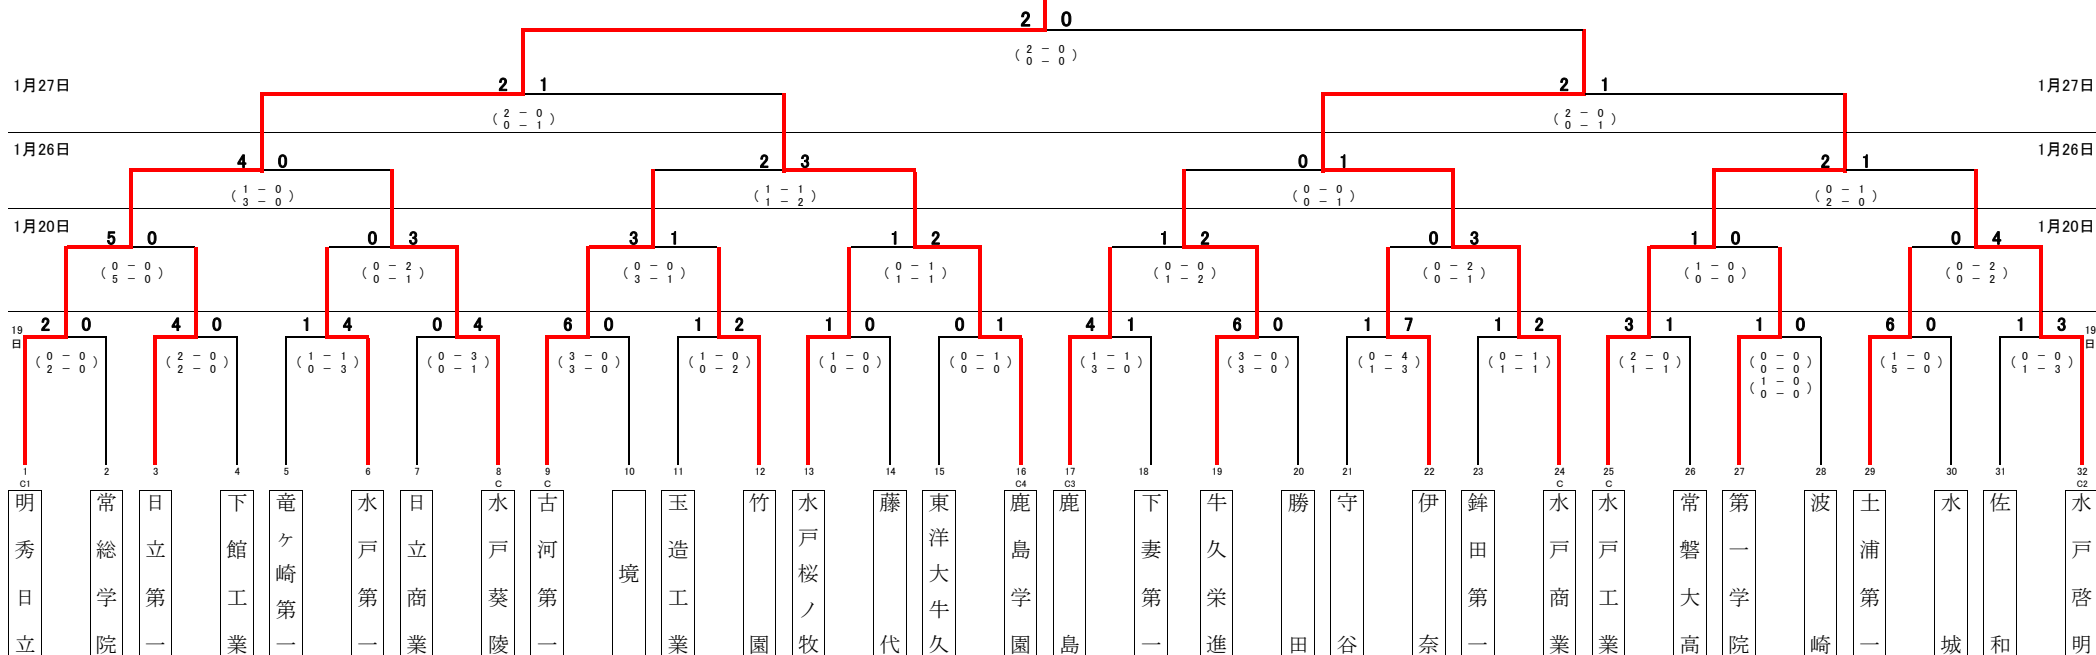 2 0
( 2 － 0 )
( 0 － 0 )
1月27日 2 1 2 1 1月27日
( 2 － 0 ) ( 2 － 0 )
( 0 － 1 ) ( 0 － 1 )
1月26日 1月26日
4 0 2 3 0 1 2 1
( 1 － 0 ) ( 1 － 1 ) ( 0 － 0 ) ( 0 － 1 )
( 3 － 0 ) ( 1 － 2 ) ( 0 － 1 ) ( 2 － 0 )
1月20日 1月20日
5 0 0 3 3 1 1 2 1 2 0 3 1 0 0 4
( 0 － 0 ) ( 0 － 2 ) ( 0 － 0 ) ( 0 － 1 ) ( 0 － 0 ) ( 0 － 2 ) ( 1 － 0 ) ( 0 － 2 )
( 5 － 0 ) ( 0 － 1 ) ( 3 － 1 ) ( 1 － 1 ) ( 1 － 2 ) ( 0 － 1 ) ( 0 － 0 ) ( 0 － 2 )
19日 2 0 4 0 1 4 0 4 6 0 1 2 1 0 0 1 4 1 6 0 1 7 1 2 3 1 1 0 6 0 1 3 19日
( 0 － 0 ) ( 2 － 0 ) ( 1 － 1 ) ( 0 － 3 ) ( 3 － 0 ) ( 1 － 0 ) ( 1 － 0 ) ( 0 － 1 ) ( 1 － 1 ) ( 3 － 0 ) ( 0 － 4 ) ( 0 － 1 ) ( 2 － 0 ) ( 0 － 0 ) ( 1 － 0 ) ( 0 － 0 )
( 2 － 0 ) ( 2 － 0 ) ( 0 － 3 ) ( 0 － 1 ) ( 3 － 0 ) ( 0 － 2 ) ( 0 － 0 ) ( 0 － 0 ) ( 3 － 0 ) ( 3 － 0 ) ( 1 － 3 ) ( 1 － 1 ) ( 1 － 1 ) ( 0 － 0 ) ( 5 － 0 ) ( 1 － 3 )
( 1 － 0 )
( 0 － 0 )
1 2 3 4 5 6 7 8 9 10 11 12 13 14 15 16 17 18 19 20 21 22 23 24 25 26 27 28 29 30 31 32
C1 C C C4 C3 C C C2
明秀日立
常総学院
日立第一
下館工業
竜ヶ崎第一
水戸第一
日立商業
水戸葵陵
古河第一
境
玉造工業
竹園
水戸桜ノ牧
藤代
東洋大牛久
鹿島学園
鹿島
下妻第一
牛久栄進
勝田
守谷
伊奈
鉾田第一
水戸商業
水戸工業
常磐大高
第一学院
波崎
土浦第一
水城
佐和
水戸啓明